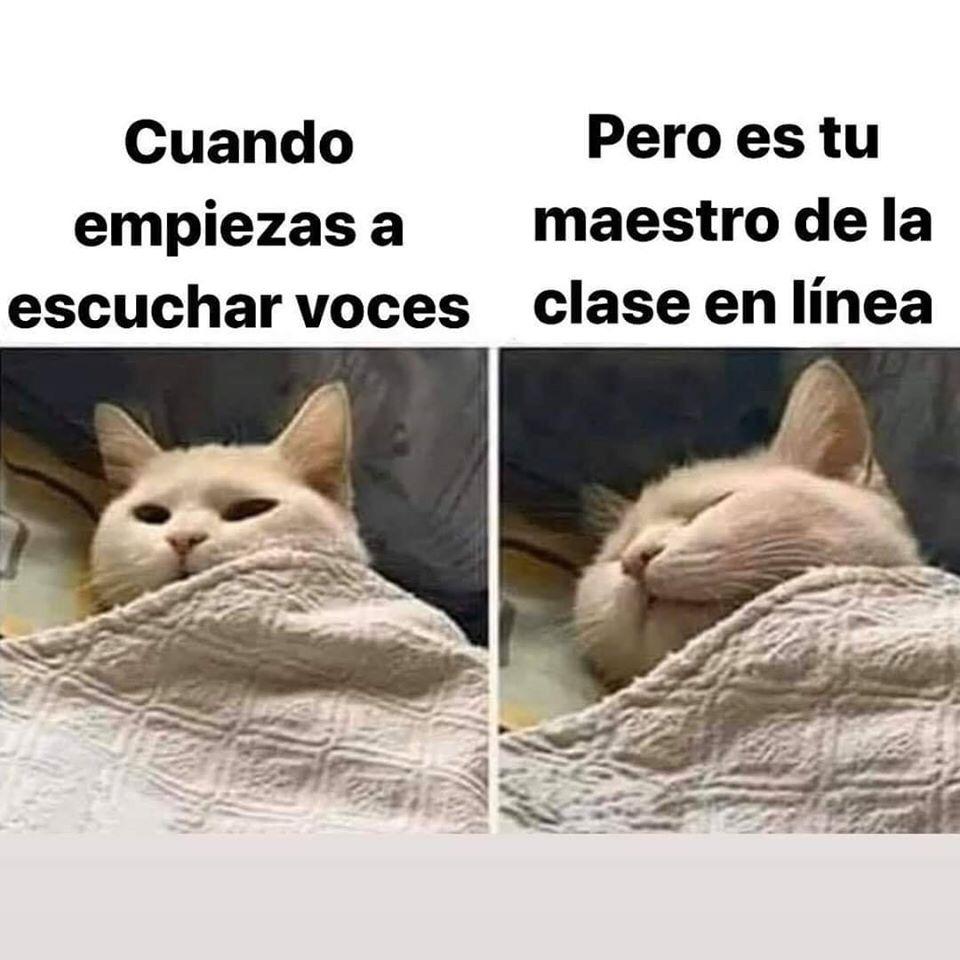 Cuando
empiezas a
escuchar voces
Pero es tu
maestro de la
clase en línea